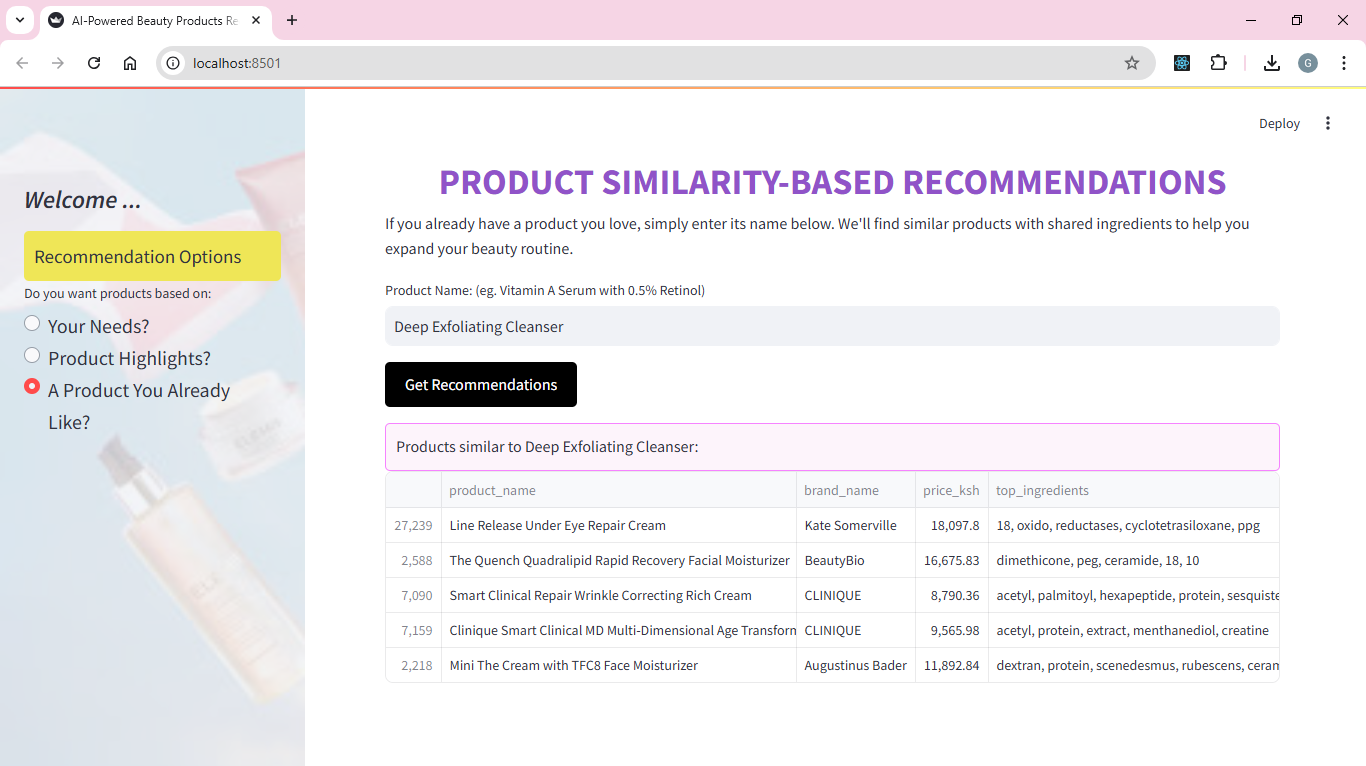 AI-Powered Beauty Products Re
localhost:8501
Deploy
Welcome ...
Recommendation Options
Do you want products based on:
Your Needs?
Product Highlights?
A Product You Already
Like?
PRODUCT SIMILARITY-BASED RECOMMENDATIONS
If you already have a product you love, simply enter its name below. We'll find similar products with shared ingredients to help you
expand your beauty routine.
Product Name: (eg. Vitamin A Serum with 0.5% Retinol)
Deep Exfoliating Cleanser
Get Recommendations
Products similar to Deep Exfoliating Cleanser:
product_name brand_name price_ksh top_ingredients
27,239 Line Release Under Eye Repair Cream Kate Somerville 18,097.8 18, oxido, reductases, cyclotetrasiloxane, ppg
2,588 The Quench Quadralipid Rapid Recovery Facial Moisturizer BeautyBio 16,675.83 dimethicone, peg, ceramide, 18, 10
7,090 Smart Clinical Repair Wrinkle Correcting Rich Cream CLINIQUE 8,790.36 acetyl, palmitoyl, hexapeptide, protein, sesquiste
7,159 Clinique Smart Clinical MD Multi-Dimensional Age Transform CLINIQUE 9,565.98 acetyl, protein, extract, menthanediol, creatine
2,218 Mini The Cream with TFC8 Face Moisturizer Augustinus Bader 11,892.84 dextran, protein, scenedesmus, rubescens, ceram
G